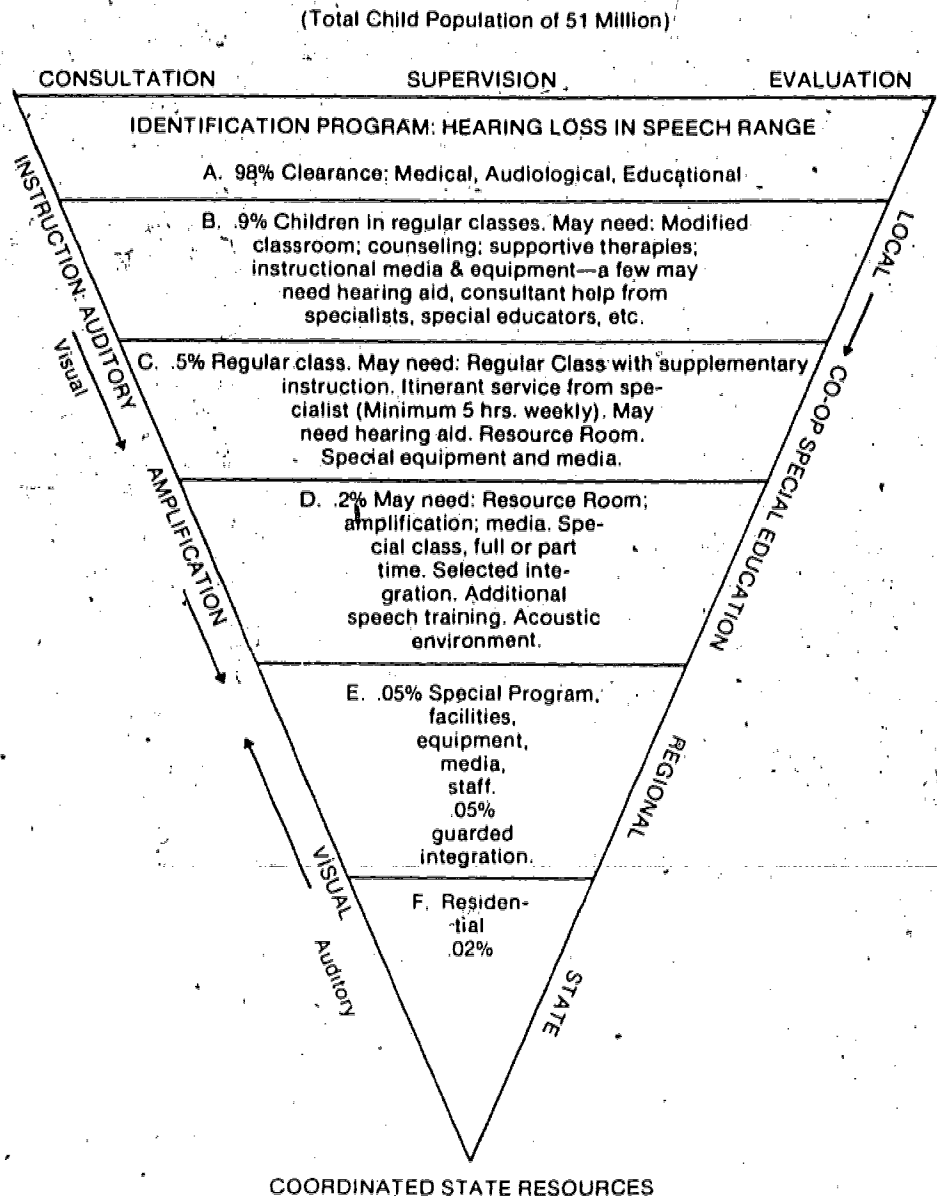 (Total Child Population of 51 Million)
CONSULTATION SUPERVISION EVALUATION
IDENTIFICATION PROGRAM: HEARING LOSS IN SPEECH RANGE
A. 98% Clearance: Medical, Audiological, Educational
B. .9% Children in regular classes. May need: Modified
classroom; counseling; supportive therapies;
instructional media & equipment—a few may
need hearing aid, consultant help from
specialists, special educators, etc.
C. .5% Regular class. May need: Regular Class with supplementary
instruction. Itinerant service from spe-
cialist (Minimum 5 hrs. weekly). May
need hearing aid. Resource Room.
Special equipment and media.
D. .2% May need: Resource Room;
amplification; media. Spe-
cial class, full or part
time. Selected inte-
gration. Additional
speech training. Acoustic
environment.
E. .05% Special Program,
facilities,
equipment,
media,
staff.
.05%
guarded
integration.
F. Residen-
tial
.02%
INSTRUCTION: AUDITORY
Visual
AMPLIFICATION
VISUAL
Auditory
LOCAL
CO-OP SPECIAL EDUCATION
REGIONAL
STATE
COORDINATED STATE RESOURCES